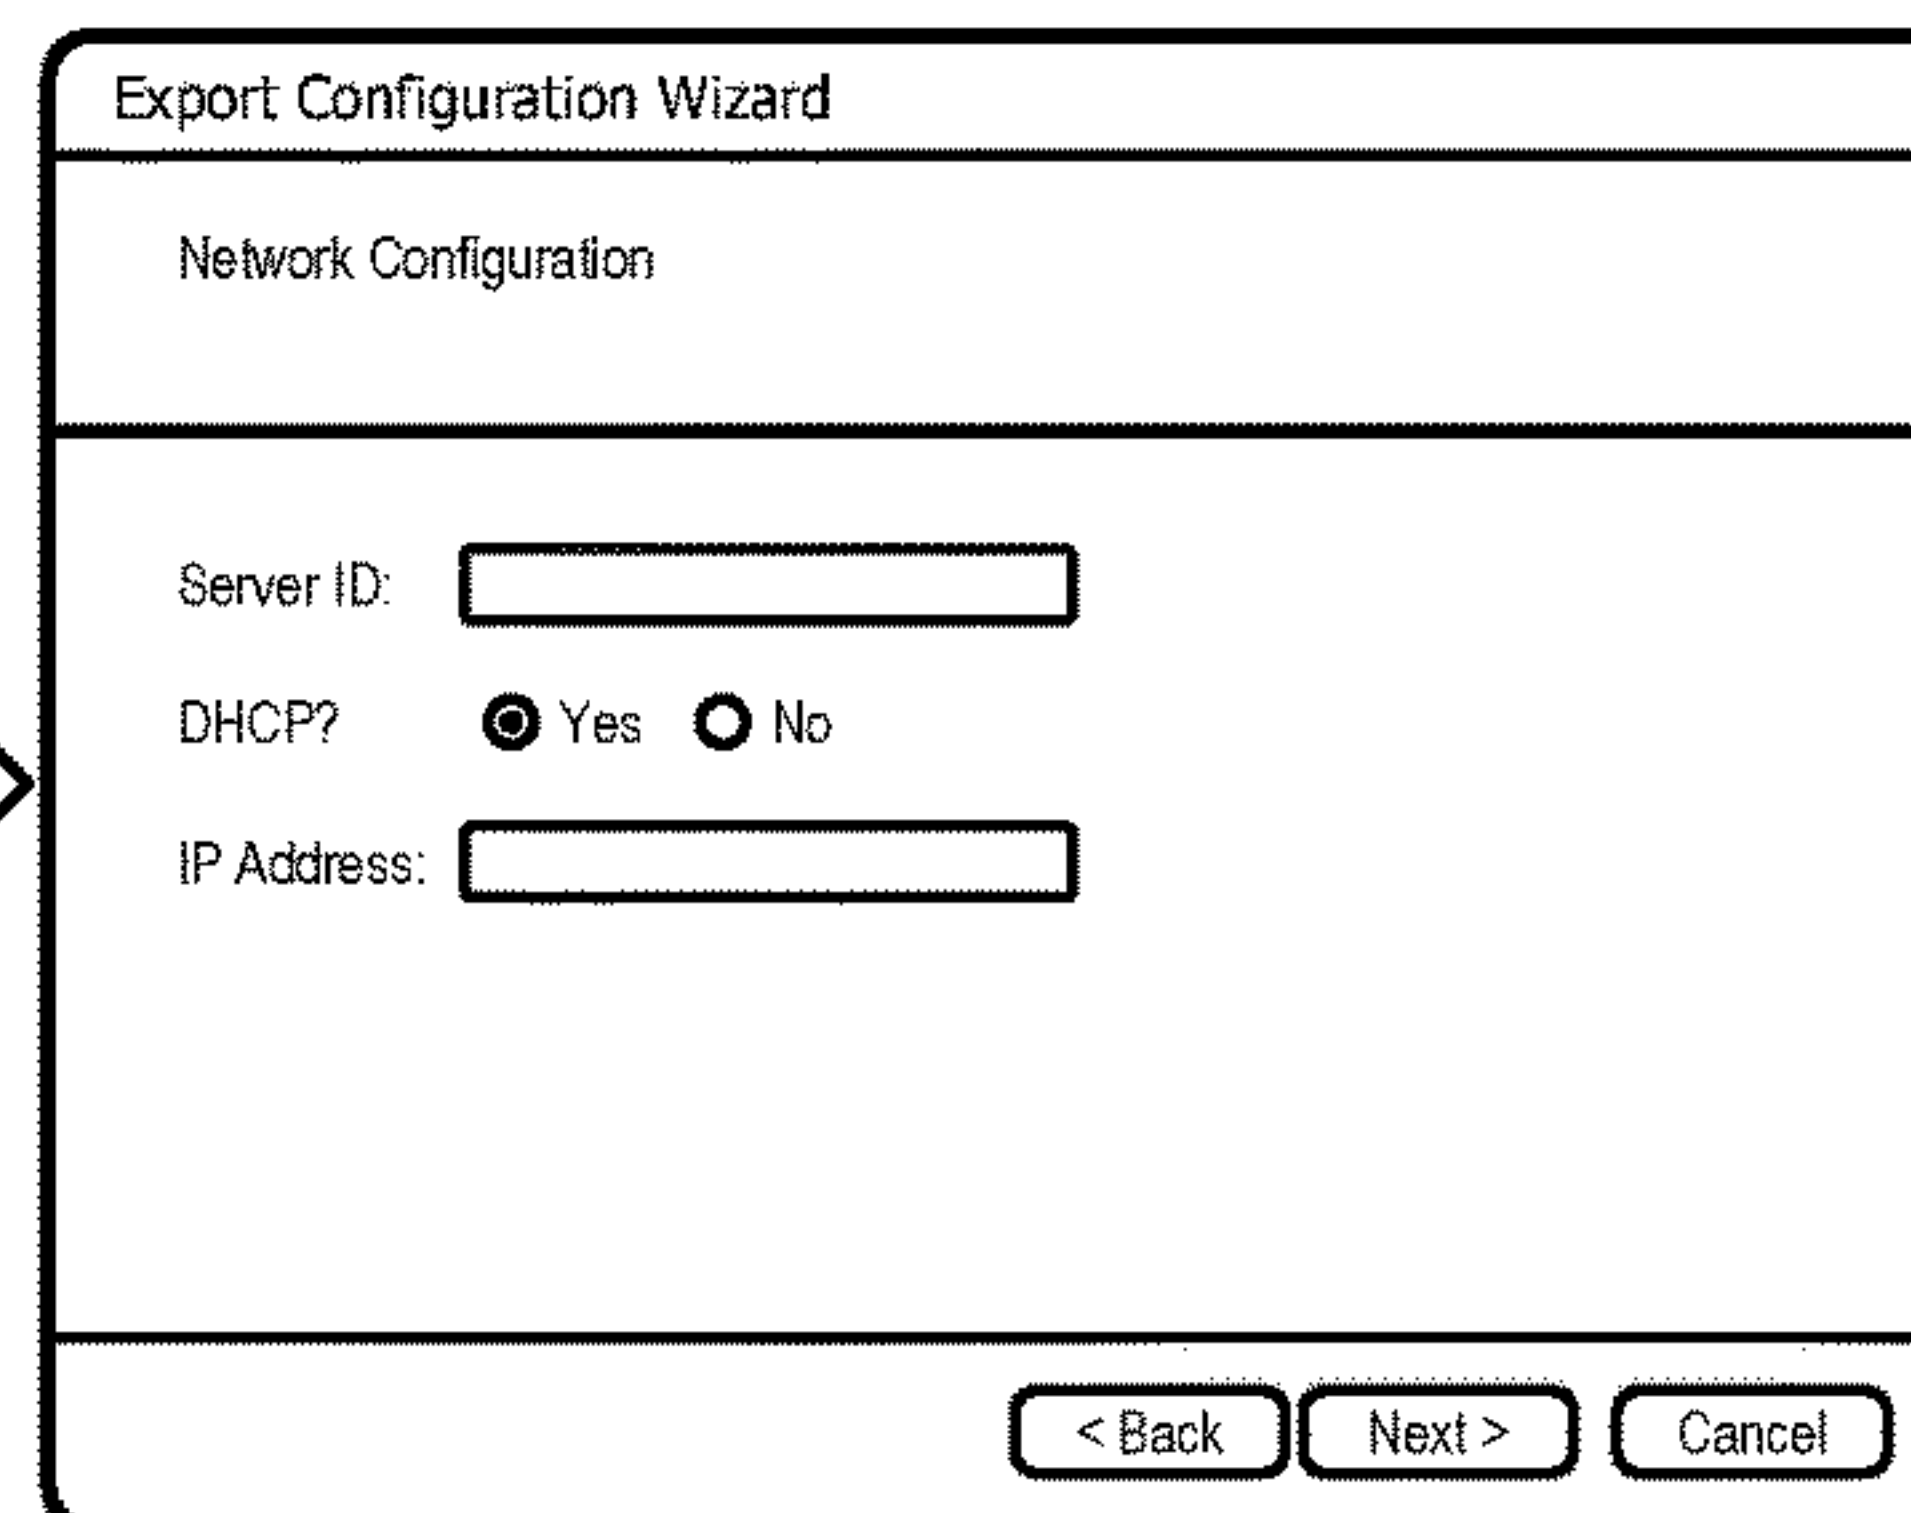 Export Configuration Wizard
Network Configuration
Server ID:
DHCP? Yes No
IP Address:
< Back Next > Cancel